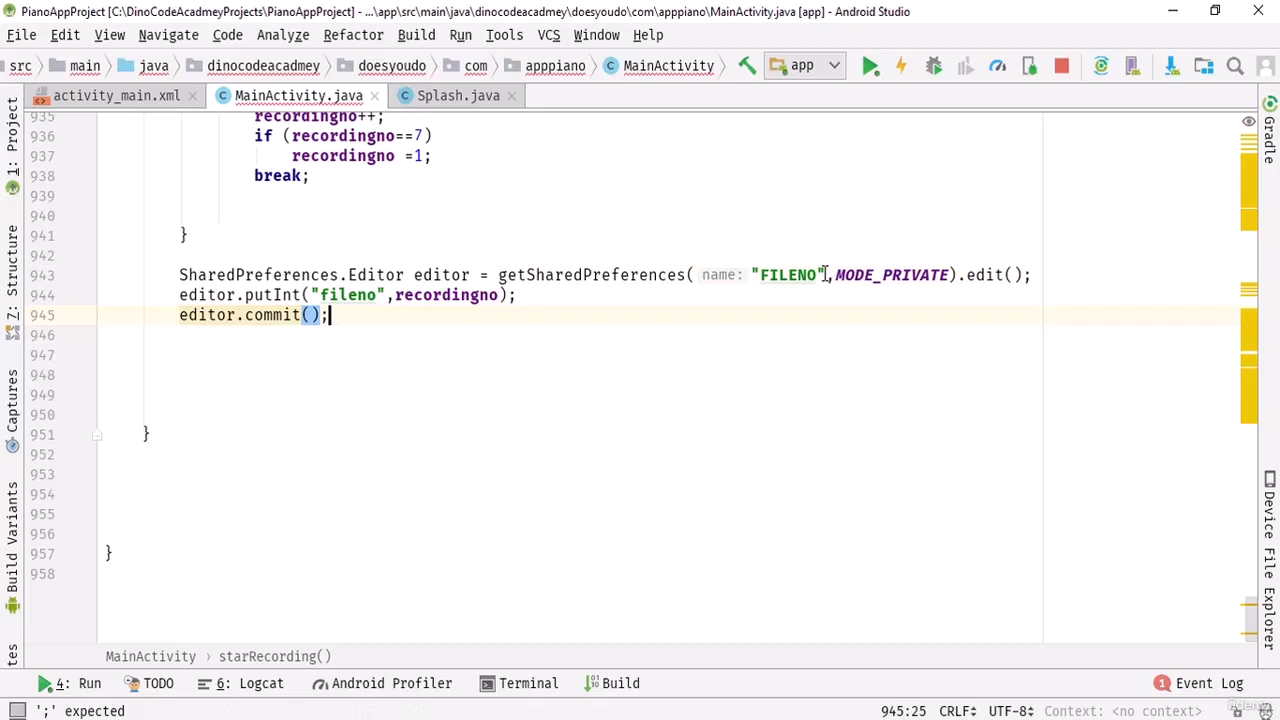 PianoAppProject [C:\DinoCodeAcadmeyProjects\PianoAppProject] - ...\app\src\main\java\dinocodeacadmey\doesyoudo\com\apppiano\MainActivity.java [app] - Android Studio
File Edit View Navigate Code Analyze Refactor Build Run Tools VCS Window Help
src main java dinocodeacadmey doesyoudo com apppiano MainActivity app
activity_main.xml MainActivity.java Splash.java
935 recordingno++;
936 if (recordingno==7)
937 recordingno =1;
938 break;
939
940
941 }
942
943 SharedPreferences.Editor editor = getSharedPreferences( name: "FILENO",MODE_PRIVATE).edit();
944 editor.putInt("fileno",recordingno);
945 editor.commit();
946
947
948
949
950
951 }
952
953
954
955
956
957 }
958
MainActivity › starRecording()
4: Run TODO 6: Logcat Android Profiler Terminal Build 1 Event Log
';' expected 945:25 CRLF UTF-8 Context: <no context>
1: Project
Z: Structure
Captures
Build Variants
tes
Gradle
Device File Explorer